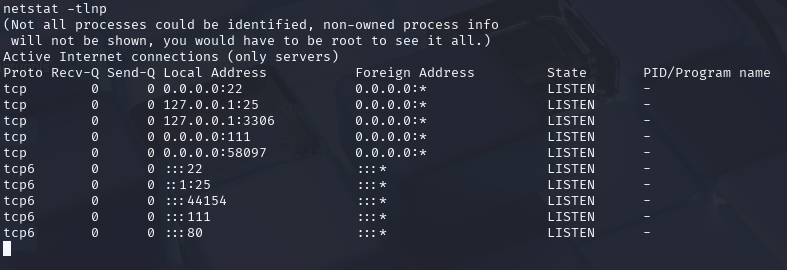 netstat -tlnp
(Not all processes could be identified, non-owned process info
 will not be shown, you would have to be root to see it all.)
Active Internet connections (only servers)
Proto Recv-Q Send-Q Local Address           Foreign Address         State       PID/Program name
tcp        0      0 0.0.0.0:22              0.0.0.0:*               LISTEN      -
tcp        0      0 127.0.0.1:25            0.0.0.0:*               LISTEN      -
tcp        0      0 127.0.0.1:3306          0.0.0.0:*               LISTEN      -
tcp        0      0 0.0.0.0:111             0.0.0.0:*               LISTEN      -
tcp        0      0 0.0.0.0:58097           0.0.0.0:*               LISTEN      -
tcp6       0      0 :::22                   :::*                    LISTEN      -
tcp6       0      0 ::1:25                  :::*                    LISTEN      -
tcp6       0      0 :::44154                :::*                    LISTEN      -
tcp6       0      0 :::111                  :::*                    LISTEN      -
tcp6       0      0 :::80                   :::*                    LISTEN      -